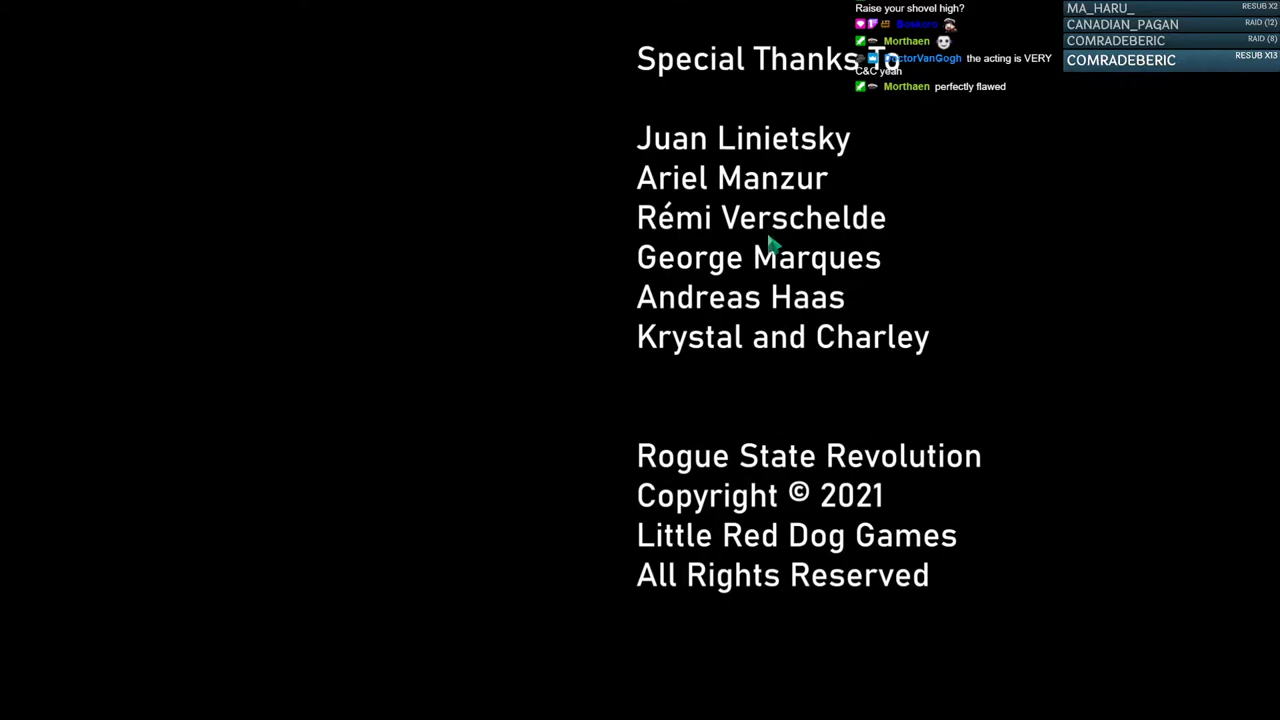 Raise your shovel high?
Baskoro
Morthaen
DoctorVanGogh the acting is VERY
C&C yeah
Morthaen perfectly flawed
MA_HARU_ RESUB X2
CANADIAN_PAGAN RAID (12)
COMRADEBERIC RAID (8)
COMRADEBERIC RESUB X13
Special Thanks To
Juan Linietsky
Ariel Manzur
Rémi Verschelde
George Marques
Andreas Haas
Krystal and Charley
Rogue State Revolution
Copyright © 2021
Little Red Dog Games
All Rights Reserved